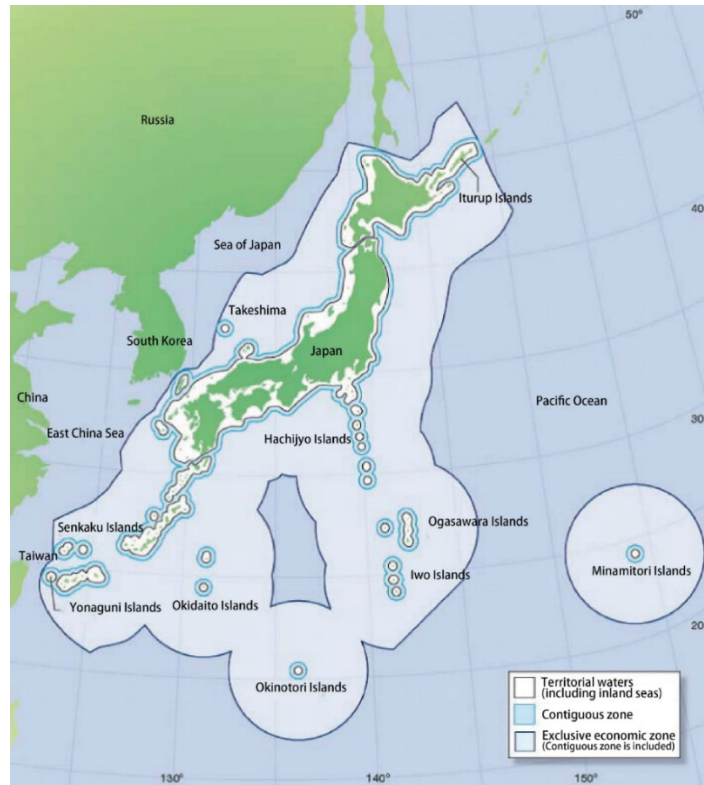 50°
Russia
Iturup Islands
40°
Sea of Japan
Takeshima
South Korea
Japan
China
Pacific Ocean
East China Sea
Hachijyo Islands
30°
Senkaku Islands
Ogasawara Islands
Taiwan
Iwo Islands
Minamitori Islands
Yonaguni Islands
Okidaito Islands
20°
Okinotori Islands
Territorial waters
(including inland seas)
Contiguous zone
Exclusive economic zone
(Contiguous zone is included)
130°
140°
150°